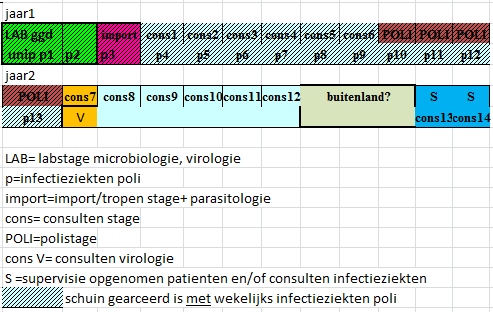 jaar1
LAB ggd import cons1 cons2 cons3 cons4 cons5 cons6 POLI POLI POLI
unip p1 p2 p3 p4 p5 p6 p7 p8 p9 p10 p11 p12
jaar2
POLI cons7 cons8 cons9 cons10 cons11 cons12 buitenland? S S
p13 V cons13 cons14
LAB= labstage microbiologie, virologie
p=infectieziekten poli
import=import/tropen stage+ parasitologie
cons= consulten stage
POLI=polistage
cons V= consulten virologie
S =supervisie opgenomen patienten en/of consulten infectieziekten
schuin gearceerd is met wekelijks infectieziekten poli